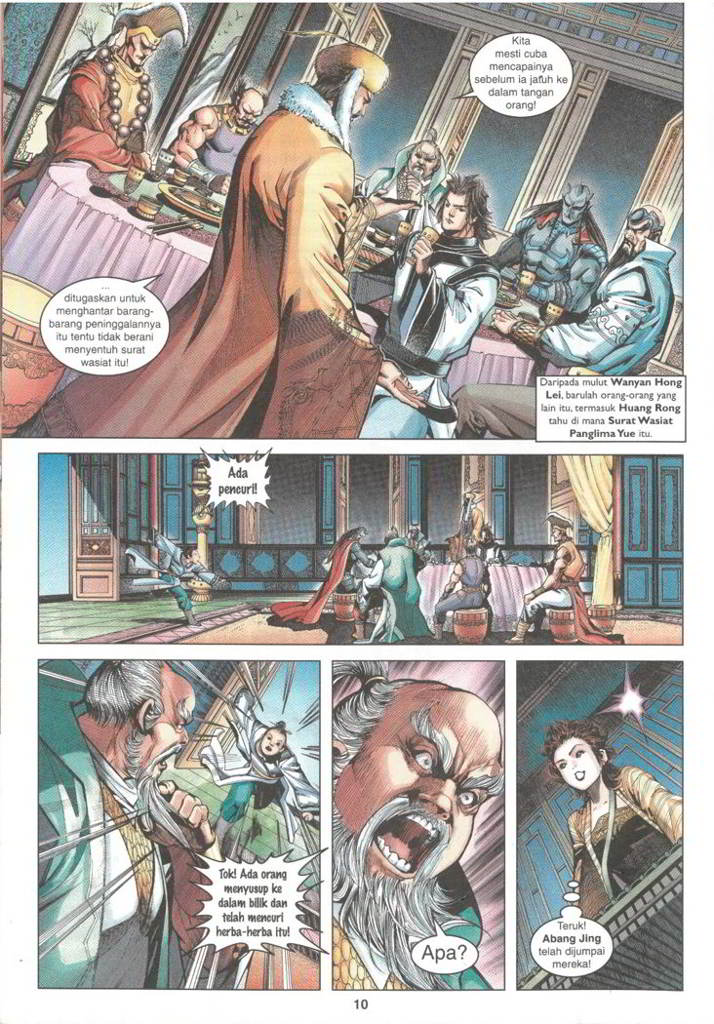 Kita
mesti cuba
mencapainya
sebelum ia jatuh ke
dalam tangan
orang!
...
ditugaskan untuk
menghantar barang-
barang peninggalannya
itu tentu tidak berani
menyentuh surat
wasiat itu!
Daripada mulut Wanyan Hong
Lei, barulah orang-orang yang
lain itu, termasuk Huang Rong
tahu di mana Surat Wasiat
Panglima Yue itu.
Ada
pencuri!
Tok! Ada orang
menyusup ke
dalam bilik dan
telah mencuri
herba-herba itu!
Apa?
Teruk!
Abang Jing
telah dijumpai
mereka!
10